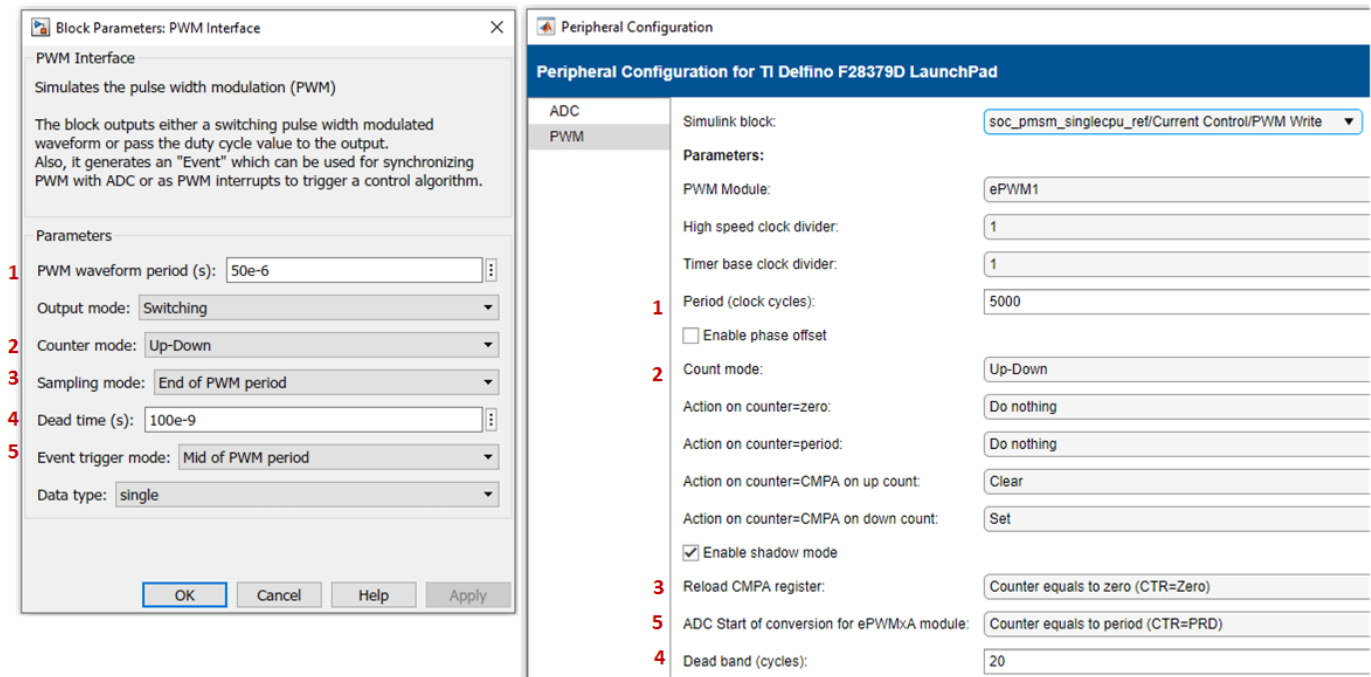 Block Parameters: PWM Interface
PWM Interface
Simulates the pulse width modulation (PWM)
The block outputs either a switching pulse width modulated
waveform or pass the duty cycle value to the output.
Also, it generates an "Event" which can be used for synchronizing
PWM with ADC or as PWM interrupts to trigger a control algorithm.
Parameters
1 PWM waveform period (s): 50e-6
Output mode: Switching
2 Counter mode: Up-Down
3 Sampling mode: End of PWM period
4 Dead time (s): 100e-9
5 Event trigger mode: Mid of PWM period
Data type: single
OK Cancel Help Apply
Peripheral Configuration
Peripheral Configuration for TI Delfino F28379D LaunchPad
ADC
PWM
Simulink block: soc_pmsm_singlecpu_ref/Current Control/PWM Write
Parameters:
PWM Module: ePWM1
High speed clock divider: 1
Timer base clock divider: 1
1 Period (clock cycles): 5000
Enable phase offset
2 Count mode: Up-Down
Action on counter=zero: Do nothing
Action on counter=period: Do nothing
Action on counter=CMPA on up count: Clear
Action on counter=CMPA on down count: Set
Enable shadow mode
3 Reload CMPA register: Counter equals to zero (CTR=Zero)
5 ADC Start of conversion for ePWMxA module: Counter equals to period (CTR=PRD)
4 Dead band (cycles): 20